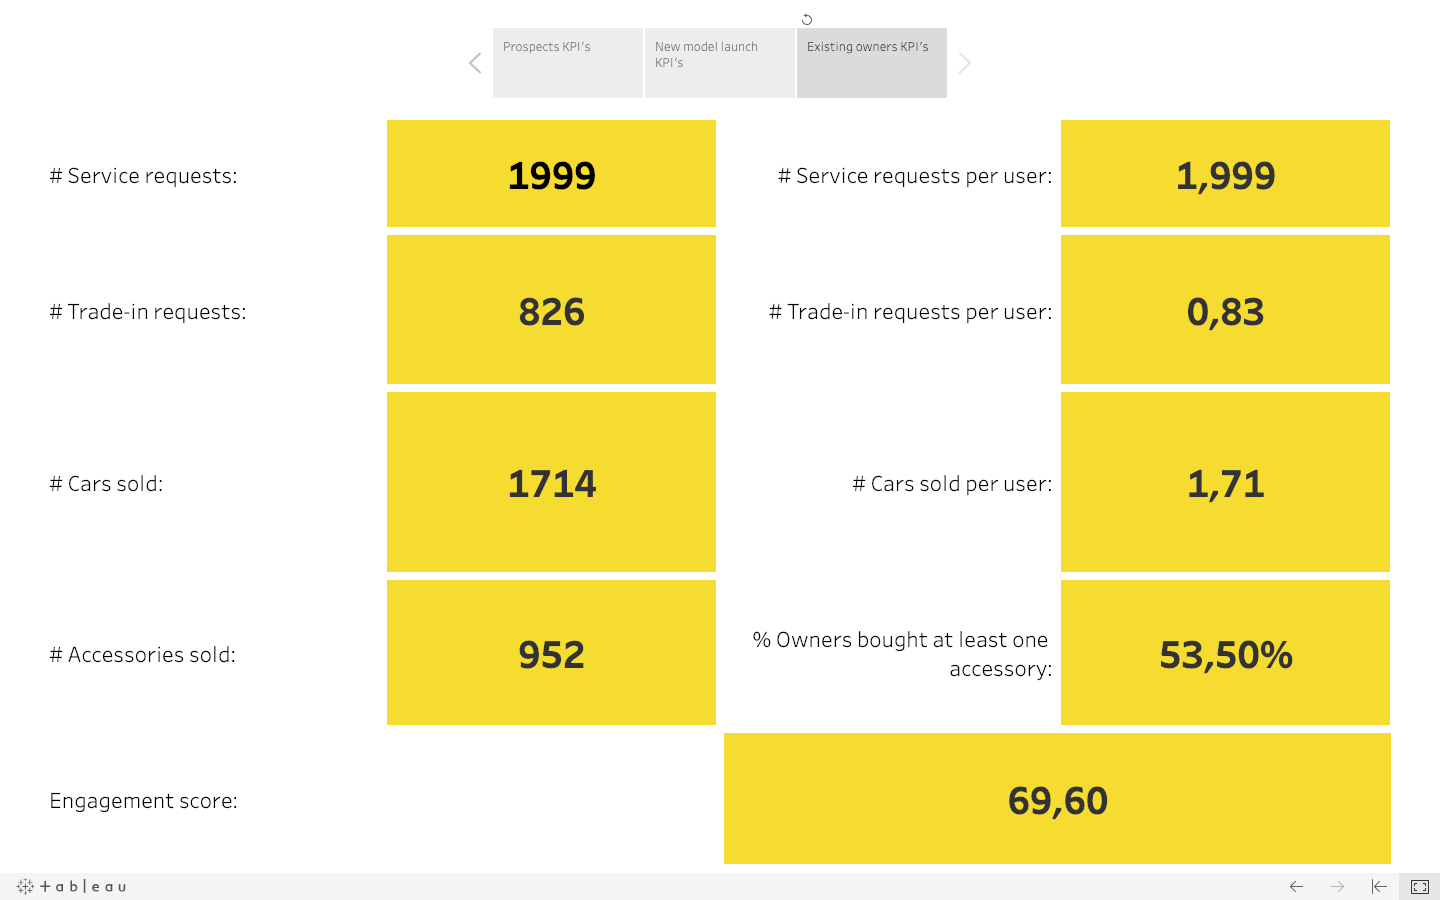 Prospects KPI's
New model launch
KPI's
Existing owners KPI's
# Service requests:
1999
# Service requests per user:
1,999
# Trade-in requests:
826
# Trade-in requests per user:
0,83
# Cars sold:
1714
# Cars sold per user:
1,71
# Accessories sold:
952
% Owners bought at least one
accessory:
53,50%
Engagement score:
69,60
+ableau